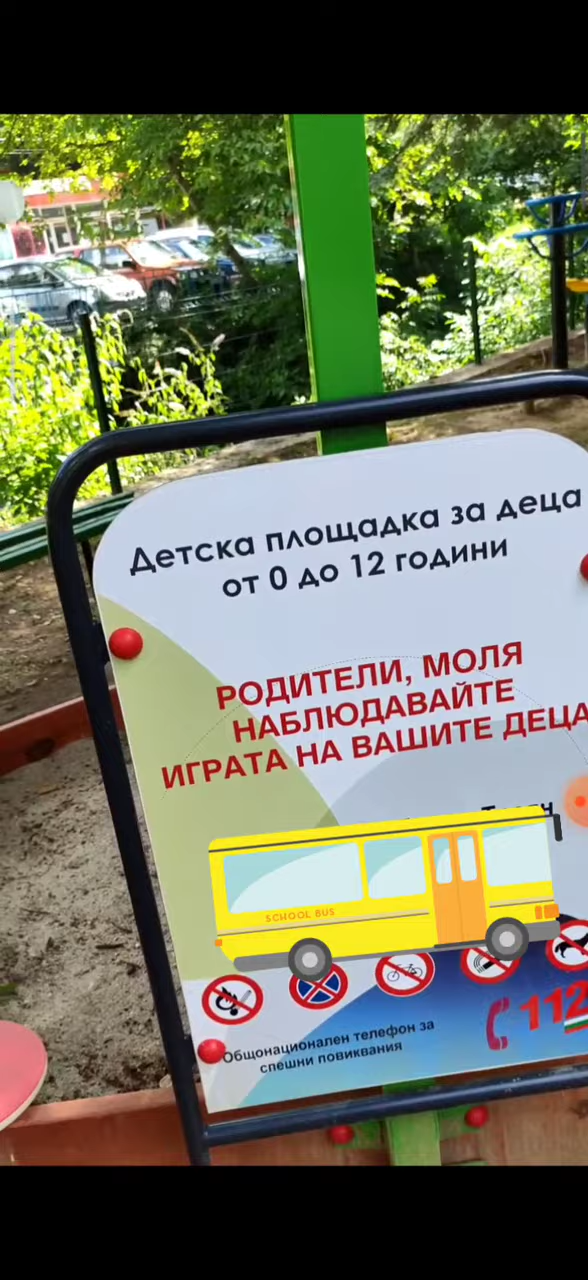 Детска площадка за деца
от 0 до 12 години
РОДИТЕЛИ, МОЛЯ
НАБЛЮДАВАЙТЕ
ИГРАТА НА ВАШИТЕ ДЕЦА
SCHOOL BUS
112
Общонационален телефон за
спешни повиквания